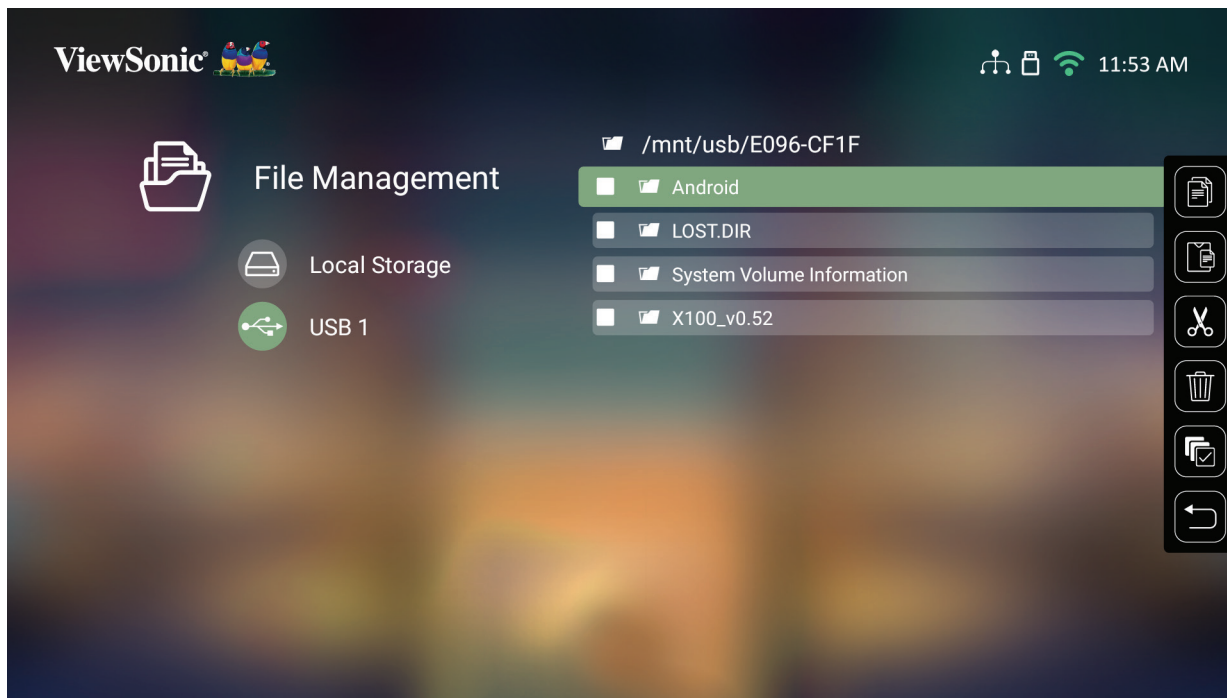 ViewSonic®
11:53 AM
File Management
Local Storage
USB 1
/mnt/usb/E096-CF1F
Android
LOST.DIR
System Volume Information
X100_v0.52